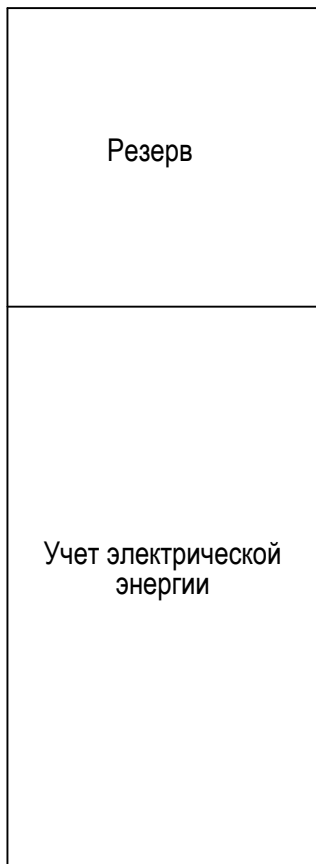 Резерв
Учет электрической
энергии